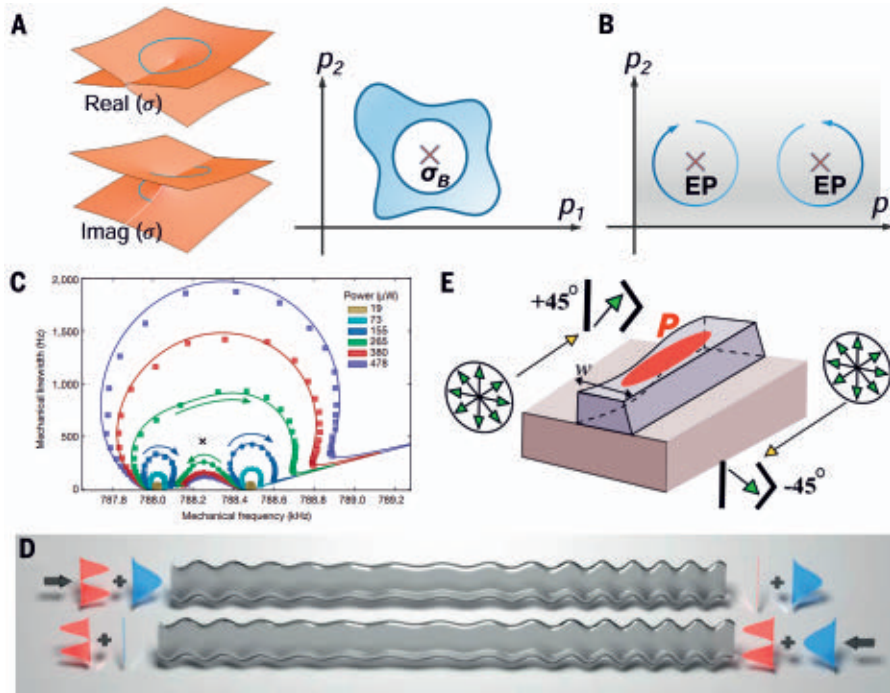 A
Real (σ)
Imag (σ)
p2
σB
p1
B
p2
EP
EP
p
C
Mechanical linewidth (Hz)
2,000
1,500
1,000
500
0
Power (μW)
19
73
155
265
380
478
×
787.8
788.0
788.2
788.4
788.6
788.8
789.0
789.2
Mechanical frequency (kHz)
E
+45°
P
W
-45°
D
+
+
+
+